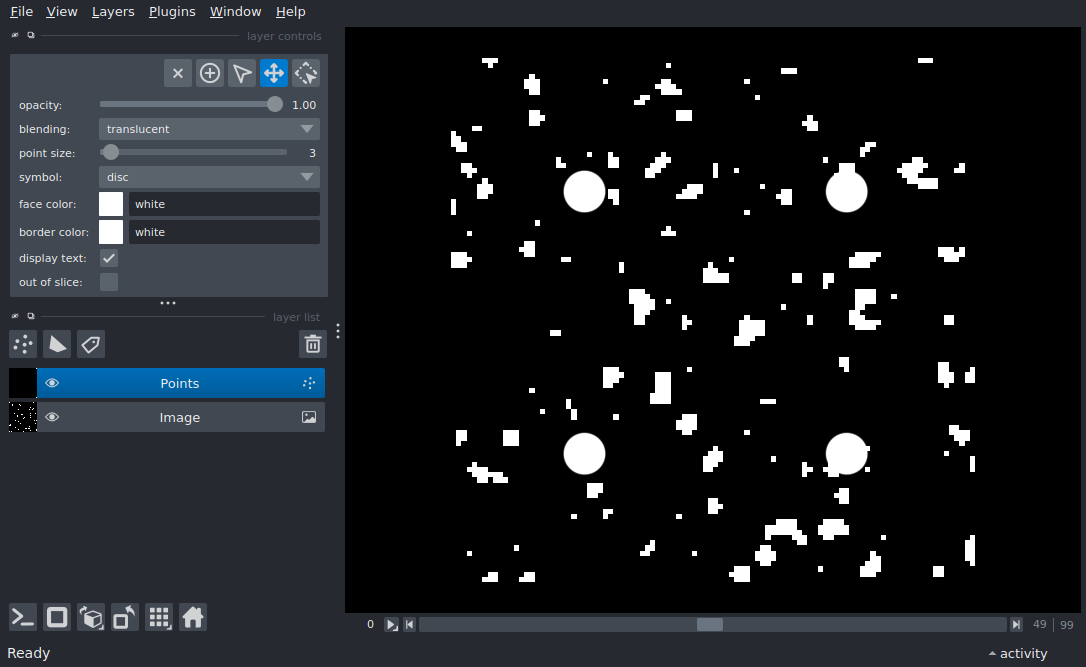 File View Layers Plugins Window Help
layer controls
opacity: 1.00
blending: translucent
point size: 3
symbol: disc
face color: white
border color: white
display text:
out of slice:
layer list
Points
Image
0 49 99
Ready activity